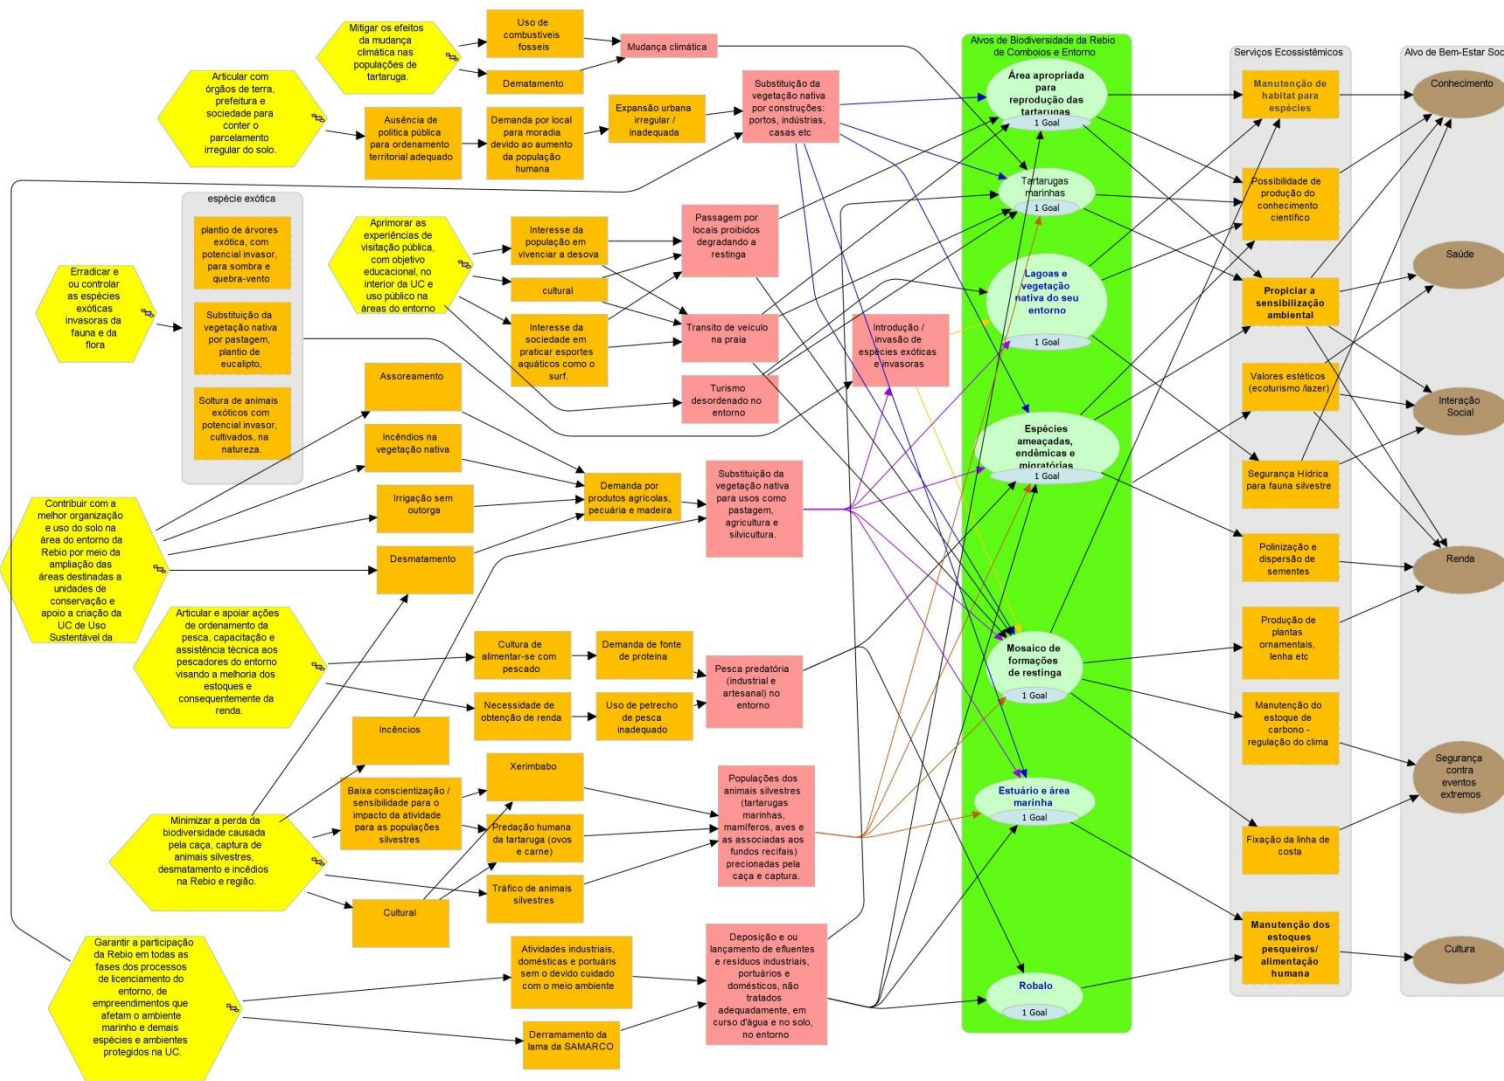 Mitigar os efeitos
da mudança
climática nas
populações de
tartaruga.
Uso de
combustíveis
fosseis
Dematamento
Mudança climática
Articular com
órgãos de terra,
prefeitura e
sociedade para
conter o
parcelamento
irregular do solo.
Ausência de
política pública
para ordenamento
territorial adequado
Demanda por local
para moradia
devido ao aumento
da população
humana
Expansão urbana
irregular /
inadequada
Substituição da
vegetação nativa
por construções:
portos, indústrias,
casas etc
espécie exótica
plantio de árvores
exótica, com
potencial invasor,
para sombra e
quebra-vento
Substituição da
vegetação nativa
por pastagem,
plantio de
eucalipto,
Soltura de animais
exóticos com
potencial invasor,
cultivados, na
natureza.
Erradicar e
ou controlar
as espécies
exóticas
invasoras da
fauna e da
flora
Aprimorar as
experiências de
visitação pública,
com objetivo
educacional, no
interior da UC e
uso público na
áreas do entorno
Interesse da
população em
vivenciar a desova
cultural
Interesse da
sociedade em
praticar esportes
aquáticos como o
surf.
Passagem por
locais proibidos
degradando a
restinga
Transito de veículo
na praia
Turismo
desordenado no
entorno
Introdução /
invasão de
espécies exóticas
e invasoras
Assoreamento
Incêndios na
vegetação nativa
Irrigação sem
outorga
Desmatamento
Demanda por
produtos agrícolas,
pecuária e madeira
Substituição da
vegetação nativa
para usos como
pastagem,
agricultura e
silvicultura.
Contribuir com a
melhor organização
e uso do solo na
área do entorno da
Rebio por meio da
ampliação das
áreas destinadas a
unidades de
conservação e
apoio a criação da
UC de Uso
Sustentável da
Articular e apoiar ações
de ordenamento da
pesca, capacitação e
assistência técnica aos
pescadores do entorno
visando a melhoria dos
estoques e
consequentemente da
renda.
Cultura de
alimentar-se com
pescado
Demanda de fonte
de proteina
Necessidade de
obtenção de renda
Uso de petrecho
de pesca
inadequado
Pesca predatória
(industrial e
artesanal) no
entorno
Incêncios
Baixa conscientização /
sensibilidade para o
impacto da atividade
para as populações
silvestres
Xerimbabo
Predação humana
da tartaruga (ovos
e carne)
Tráfico de animais
silvestres
Cultural
Populações dos
animais silvestres
(tartarugas
marinhas,
mamíferos, aves e
as associadas aos
fundos recifais)
precionadas pela
caça e captura.
Minimizar a perda da
biodiversidade causada
pela caça, captura de
animais silvestres,
desmatamento e incêdios
na Rebio e região.
Garantir a participação
da Rebio em todas as
fases dos processos
de licenciamento do
entorno, de
empreendimentos que
afetam o ambiente
marinho e demais
espécies e ambientes
protegidos na UC.
Atividades industriais,
domésticas e portuáris
sem o devido cuidado
com o meio ambiente
Derramamento da
lama da SAMARCO
Deposição e ou
lançamento de efluentes
e resíduos industriais,
portuários e
domésticos, não
tratados
adequadamente, em
curso d'água e no solo,
no entorno
Alvos de Biodiversidade da Rebio
de Comboios e Entorno
Área apropriada
para
reprodução das
tartarugas
1 Goal
Tartarugas
marinhas
1 Goal
Lagoas e
vegetação
nativa do seu
entorno
1 Goal
Espécies
ameaçadas,
endêmicas e
migratórias
1 Goal
Mosaico de
formações
de restinga
1 Goal
Estuário e área
marinha
1 Goal
Robalo
1 Goal
Serviços Ecossistêmicos
Manutenção de
habitat para
espécies
Possibilidade de
produção do
conhecimento
cientifico
Propiciar a
sensibilização
ambiental
Valores estéticos
(ecoturismo /lazer)
Segurança Hídrica
para fauna silvestre
Polinização e
dispersão de
sementes
Produção de
plantas
ornamentais,
lenha etc
Manutenção do
estoque de
carbono -
regulação do clima
Fixação da linha de
costa
Manutenção dos
estoques
pesqueiros/
alimentação
humana
Alvo de Bem-Estar Soc
Conhecimento
Saúde
Interação
Social
Renda
Segurança
contra
eventos
extremos
Cultura